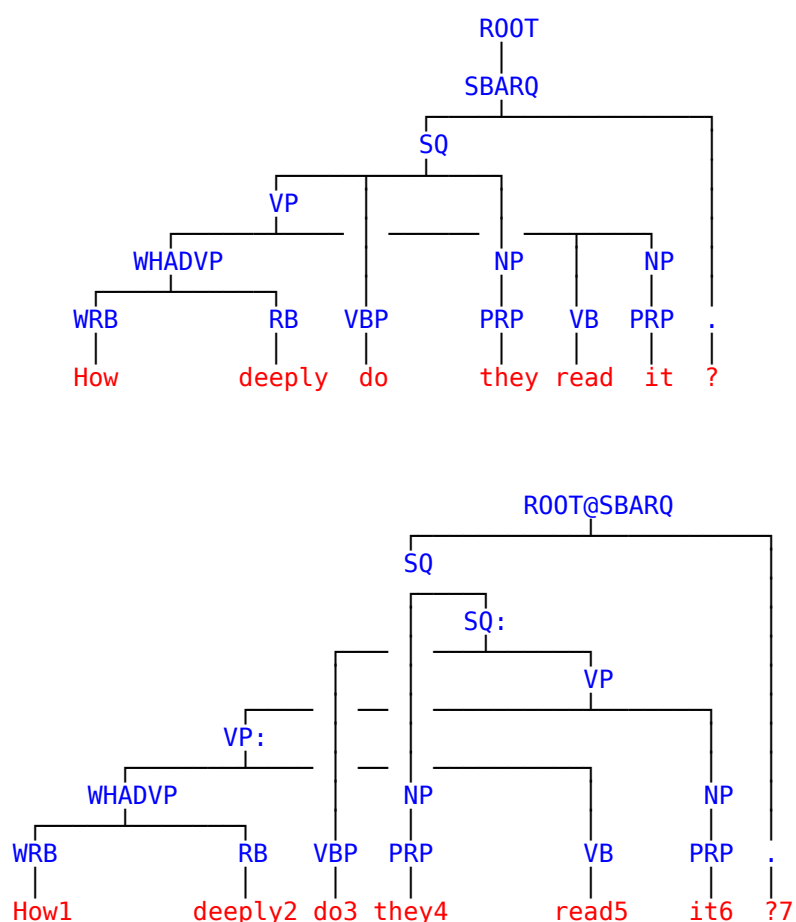 ROOT
SBARQ
SQ
VP
WHADVP NP NP
WRB RB VBP PRP VB PRP .
How deeply do they read it ?
ROOT@SBARQ
SQ
SQ:
VP
VP:
WHADVP NP NP
WRB RB VBP PRP VB PRP .
How1 deeply2 do3 they4 read5 it6 ?7